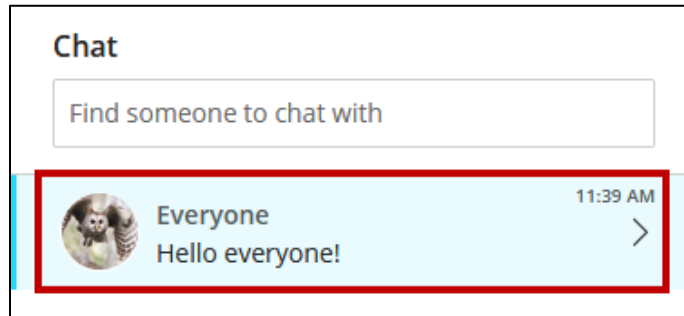 Chat
Find someone to chat with
11:39 AM
Everyone
Hello everyone!